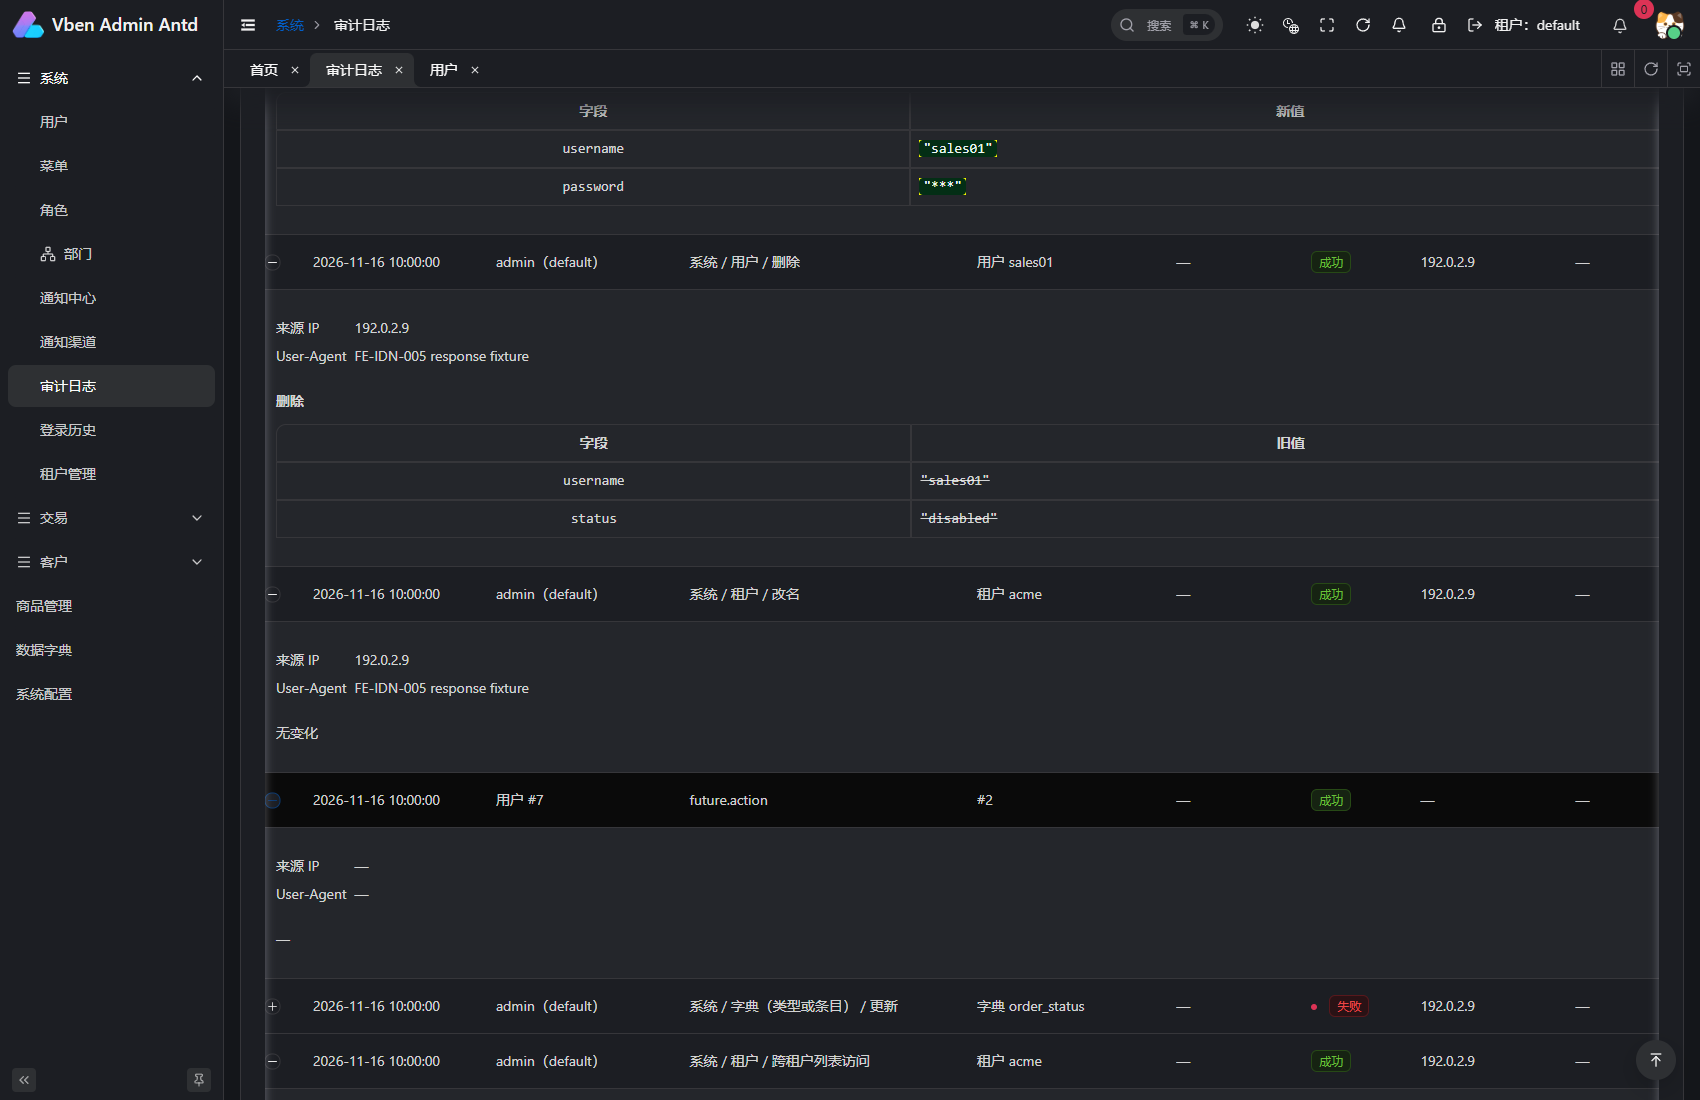 Vben Admin Antd
系统 > 审计日志
搜索 ⌘ K
租户：default
0
首页 × 审计日志 × 用户 ×
系统
用户
菜单
角色
部门
通知中心
通知渠道
审计日志
登录历史
租户管理
交易
客户
商品管理
数据字典
系统配置
字段 新值
username "sales01"
password "***"
2026-11-16 10:00:00 admin（default） 系统 / 用户 / 删除 用户 sales01 — 成功 192.0.2.9 —
来源 IP 192.0.2.9
User-Agent FE-IDN-005 response fixture
删除
字段 旧值
username "sales01"
status "disabled"
2026-11-16 10:00:00 admin（default） 系统 / 租户 / 改名 租户 acme — 成功 192.0.2.9 —
来源 IP 192.0.2.9
User-Agent FE-IDN-005 response fixture
无变化
2026-11-16 10:00:00 用户 #7 future.action #2 — 成功 — —
来源 IP —
User-Agent —
—
2026-11-16 10:00:00 admin（default） 系统 / 字典（类型或条目） / 更新 字典 order_status — 失败 192.0.2.9 —
2026-11-16 10:00:00 admin（default） 系统 / 租户 / 跨租户列表访问 租户 acme — 成功 192.0.2.9 —